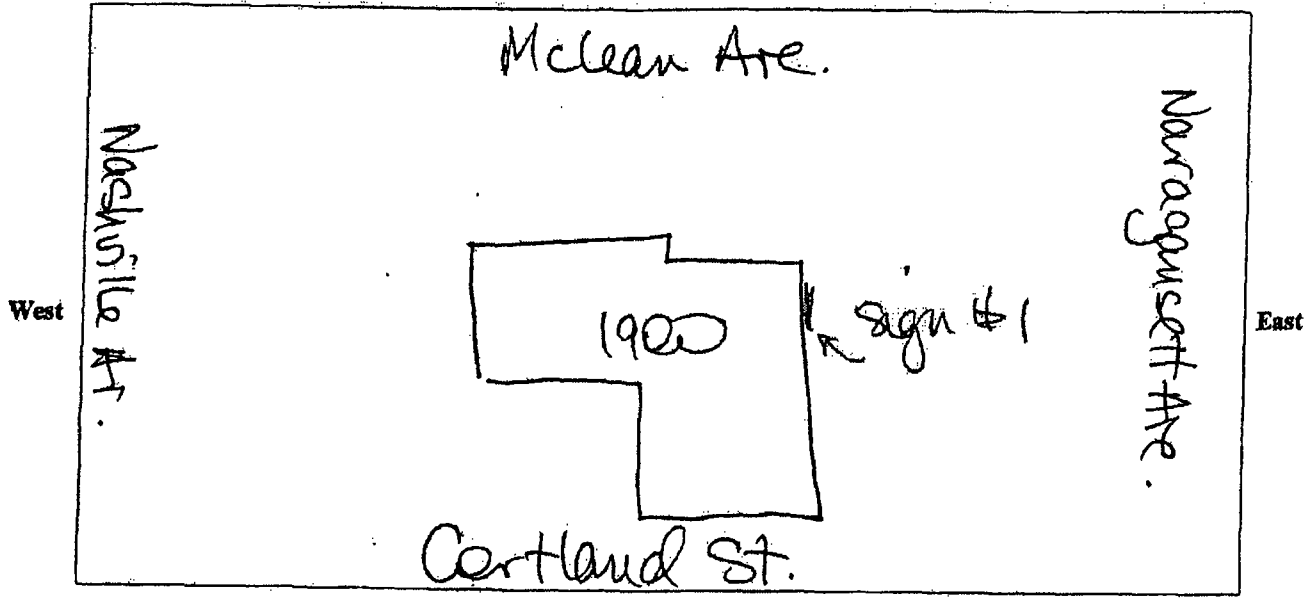 McLean Ave.
Nashville Av.
Narragansett Ave.
West
1900
sign #1
East
Cortland St.